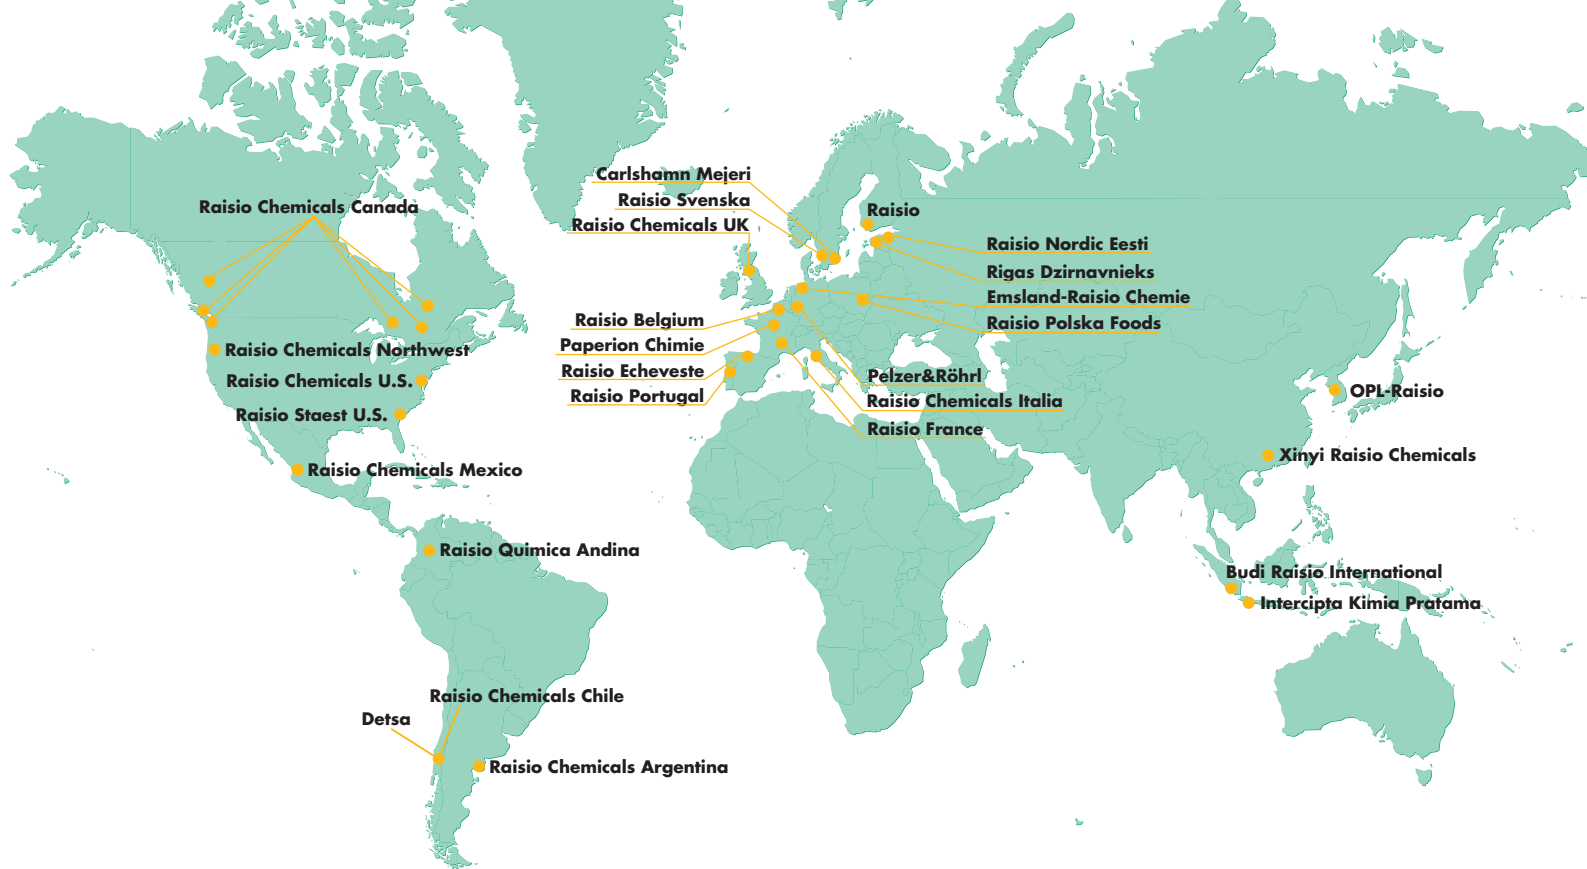 Carlshamn Mejeri
Raisio Svenska
Raisio Chemicals UK
Raisio Chemicals Canada
Raisio
Raisio Nordic Eesti
Rigas Dzirnavnieks
Emsland-Raisio Chemie
Raisio Polska Foods
Raisio Belgium
Paperion Chimie
Raisio Echeveste
Raisio Portugal
Raisio Chemicals Northwest
Raisio Chemicals U.S.
Raisio Staest U.S.
Pelzer&Röhrl
Raisio Chemicals Italia
Raisio France
OPL-Raisio
Xinyi Raisio Chemicals
Raisio Chemicals Mexico
Raisio Quimica Andina
Budi Raisio International
Intercipta Kimia Pratama
Raisio Chemicals Chile
Detsa
Raisio Chemicals Argentina